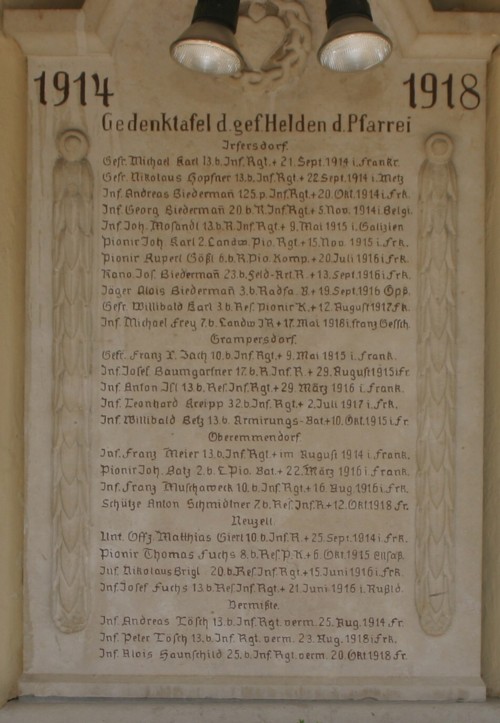 1914 1918
Gedenktafel d. gef. Helden d. Pfarrei
Irfersdorf.
Gefr. Michael Karl 13.b.Inf.Rgt.+ 21. Sept. 1914 i. Frankr.
Gefr. Nikolaus Hopfner 13.b.Inf.Rgt.+ 22.Sept.1914 i. Metz
Inf. Andreas Biederman̄ 125.p.Inf.Rgt.+20. Okt.1914 i. Frk.
Inf. Georg Biederman̄ 20.b.R.Inf.Rgt.+ 5.Nov. 1914 i. Belgi.
Inf. Joh. Mosandl 13.b.R.Inf.Rgt.+ 9. Mai 1915 i. Galizien
Pionir Joh. Karl 2. Landw. Pio. Rgt.+ 15. Nov. 1915 i. Frk.
Pionir Rupert Gößl 6.b.R.Pio. Komp.+ 20.Juli 1916 i. Frk.
Kano. Jos. Biederman̄ 23.b.Feld-Art.R.+ 13.Sept.1916 i. Frk.
Jäger Alois Biederman̄ 3.b.Radfa. +19.Sept.1916
Gefr. Willibald Karl 3.b.Res.Pionir K.+ 12. August 1917 Fk.
Inf. Michael Frey 7.b. Landw IR.+ 17. Mai. 1918 i. franz. Gefsch.
Grampersdorf.
Gefr. Franz X. Bach 10.b.Inf.Rgt.+ 9. Mai 1915 i. Frank.
Inf. Josef Baumgartner 17.b.R.Inf.R.+ 29. August 1915 i fr.
Inf. Anton Isl 13.b.Res.Inf.Rgt.+ 29. März 1916 i. Frank.
Inf. Leonhard Kreipp 32.b.Inf.Rgt.+ 2. Juli 1917 i. Frk.
Inf. Willibald Betz 13.b. Armirungs-Bat+10. Okt.1915 i. Fr.
Oberemmendorf.
Inf. Franz Meier 13.b.Inf.Rgt.+ im August 1914 i. Frank.
Pionir Joh. Batz 2.b.L.Pio. Bat.+ 22. März 1916 i Frank.
Inf. Franz Muschaweck 10.b.Inf.Rgt.+ 16. Aug. 1916 i. Frk.
Schütze Anton Schmidtner 7.b.Res.Inf.R.+ 12. Okt.1918 Fr.
Neuzell.
Unt. Offz Matthias Gierl 10.b.Inf.R.+ 25.Sept.1914 i. Frk.
Pionir Thomas Fuchs 8.b.Res.P.K.+ 6. Okt.1915 Ellsaß.
Inf. Nikolaus Brigl 20.b.Res.Inf.Rgt.+ 15.Juni 1916 i. Frk.
Inf. Josef Fuchs 13.b.Res.Inf.Rgt.+ 21.Juni 1916 i. Rußld.
Vermißte.
Inf. Andreas Lösch 13.b.Inf.Rgt. verm. 25. Aug. 1914. Fr.
Inf. Peter Lösch 13.b.Inf.Rgt. verm. 23. Aug. 1918 i Frk.
Inf. Alois Haunschild 25.b.Inf.Rgt. verm. 20. Okt.1918 Fr.